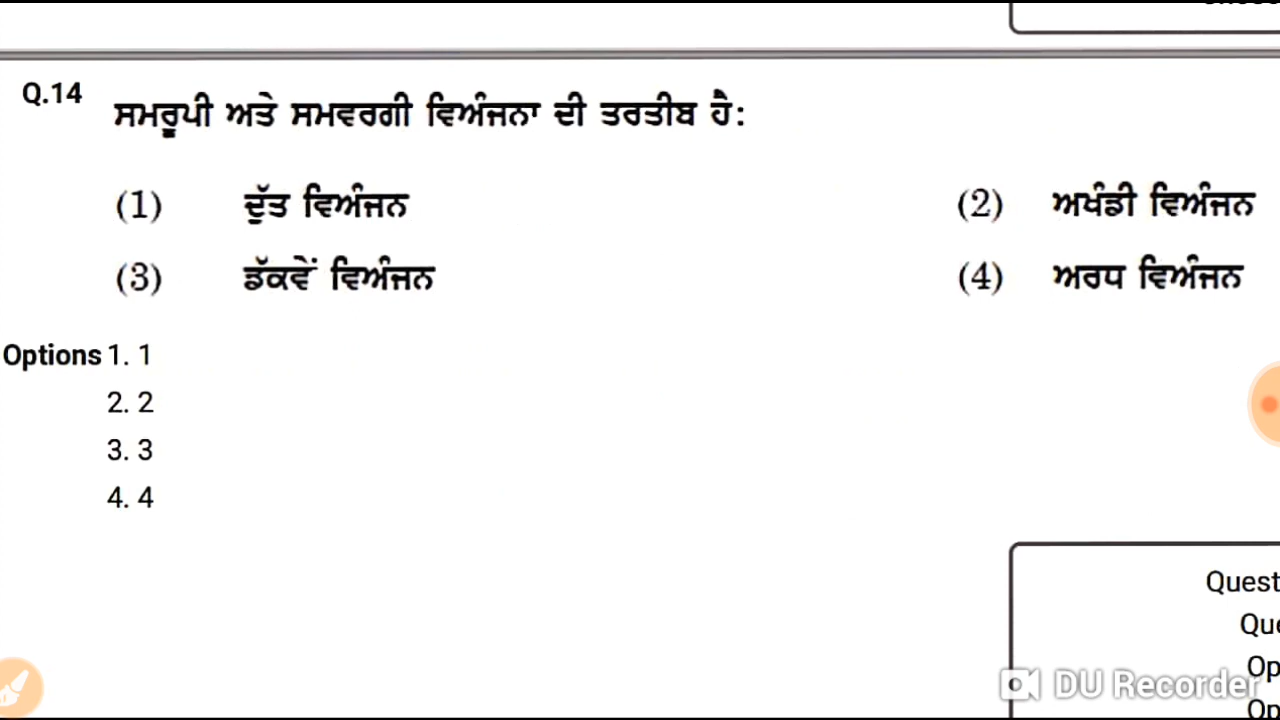 Q.14
ਸਮਰੂਪੀ ਅਤੇ ਸਮਵਰਗੀ ਵਿਅੰਜਨਾ ਦੀ ਤਰਤੀਬ ਹੈ:
(1) ਦੁੱਤ ਵਿਅੰਜਨ (2) ਅਖੰਡੀ ਵਿਅੰਜਨ
(3) ਡੱਕਵੇਂ ਵਿਅੰਜਨ (4) ਅਰਧ ਵਿਅੰਜਨ
Options 1. 1
2. 2
3. 3
4. 4
Quest
Que
Op
DU Recorder
Op